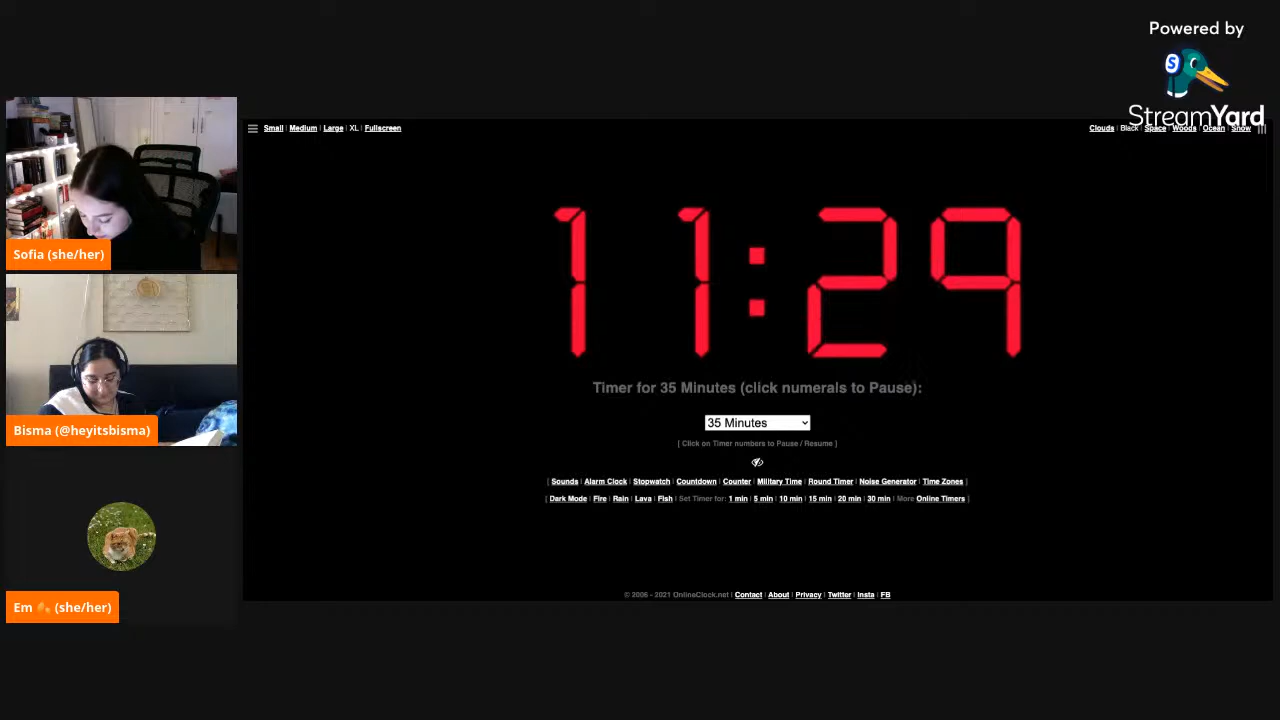 Powered by
S
StreamYard
Small | Medium | Large | XL | Fullscreen
Clouds | Black | Space | Woods | Ocean | Snow
11:29
Timer for 35 Minutes (click numerals to Pause):
35 Minutes
[ Click on Timer numbers to Pause / Resume ]
[ Sounds | Alarm Clock | Stopwatch | Countdown | Counter | Military Time | Round Timer | Noise Generator | Time Zones ]
[ Dark Mode | Fire | Rain | Lava | Fish | Set Timer for: 1 min | 5 min | 10 min | 15 min | 20 min | 30 min | More Online Timers ]
© 2006 - 2021 OnlineClock.net | Contact | About | Privacy | Twitter | Insta | FB
Sofia (she/her)
Bisma (@heyitsbisma)
Em 🍂 (she/her)